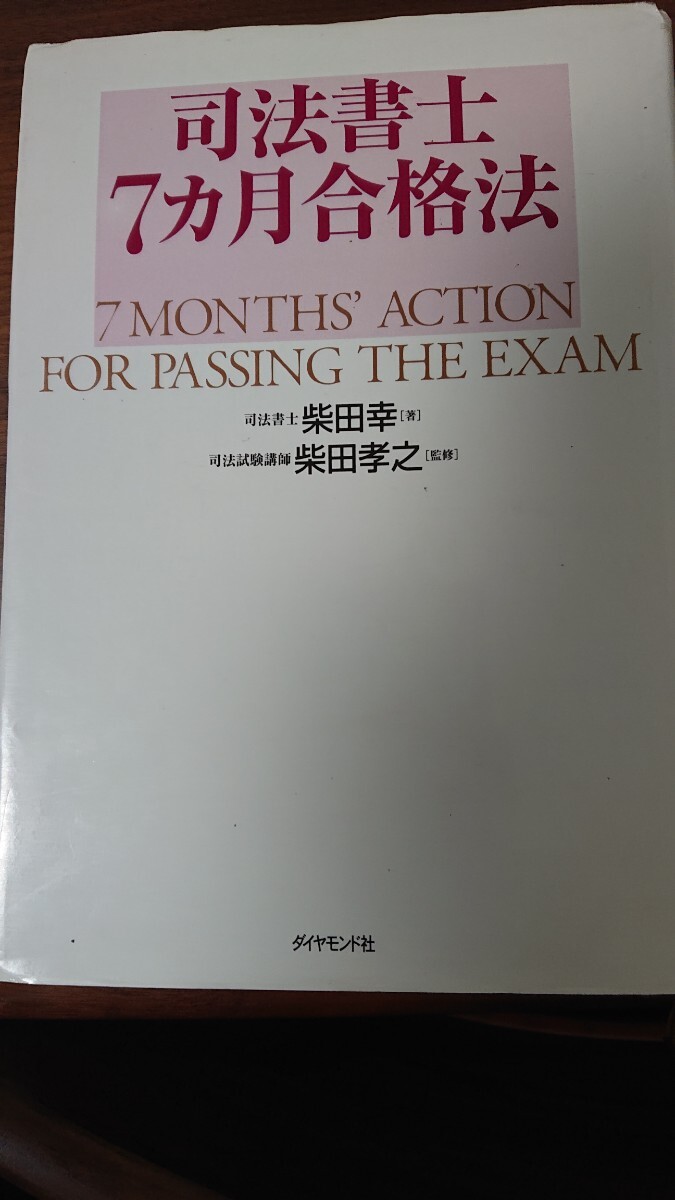 司法書士
7ヵ月合格法
7 MONTHS' ACTION
FOR PASSING THE EXAM
司法書士 柴田幸[著]
司法試験講師 柴田孝之[監修]
ダイヤモンド社